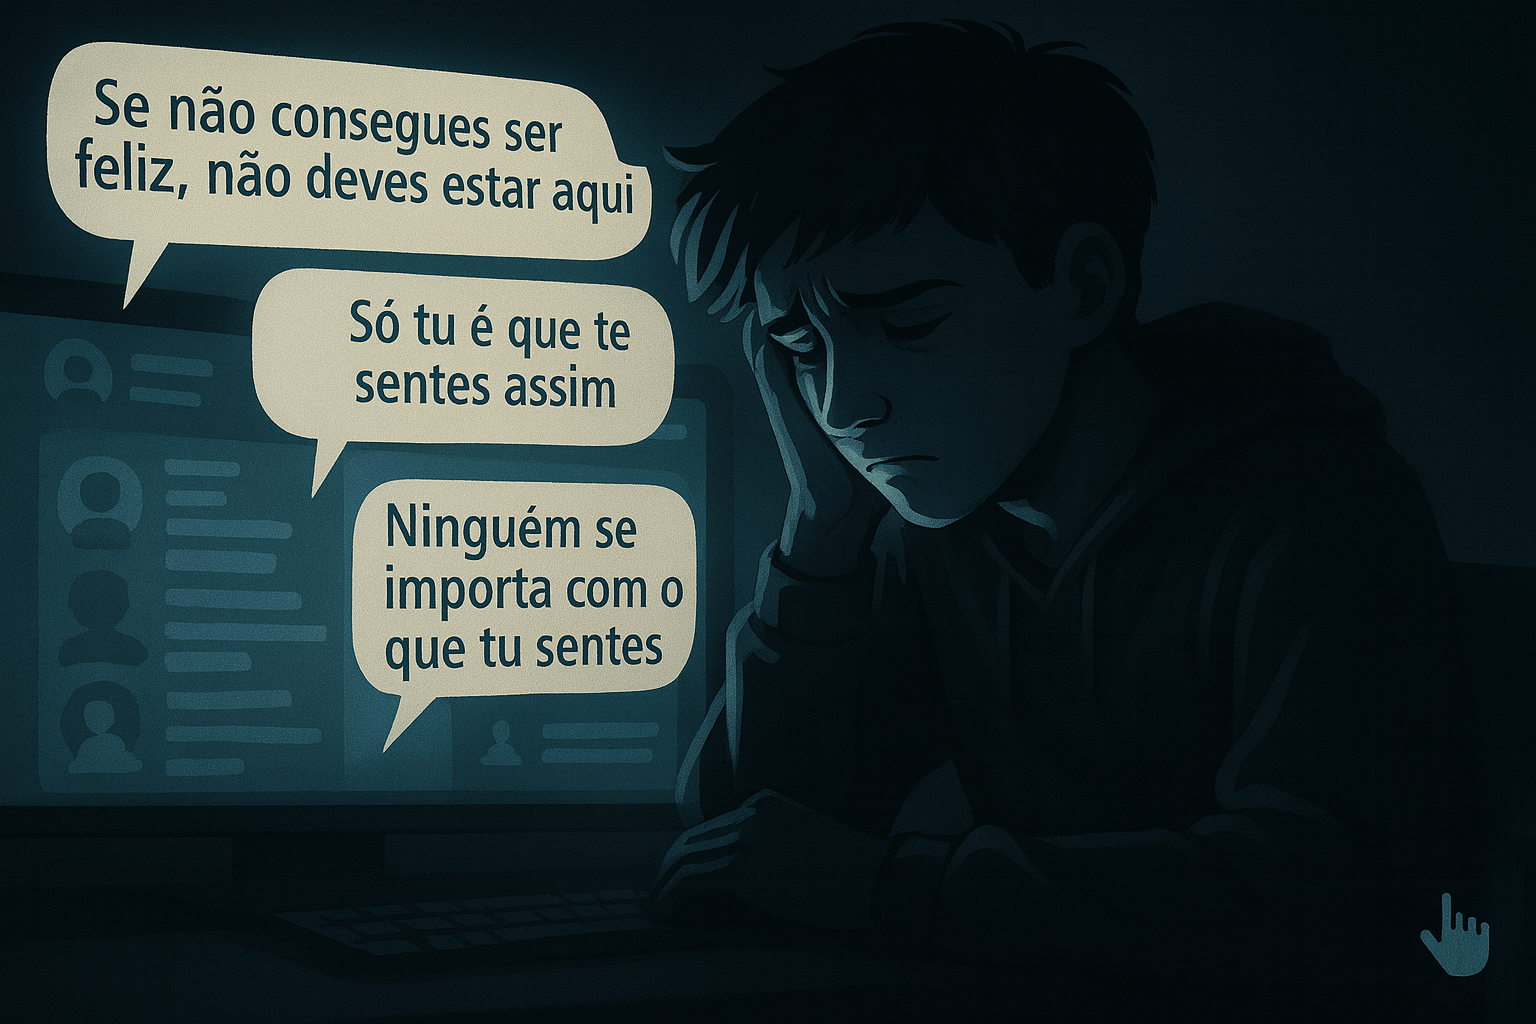 Se não consegues ser
feliz, não deves estar aqui
Só tu é que te
sentes assim
Ninguém se
importa com o
que tu sentes